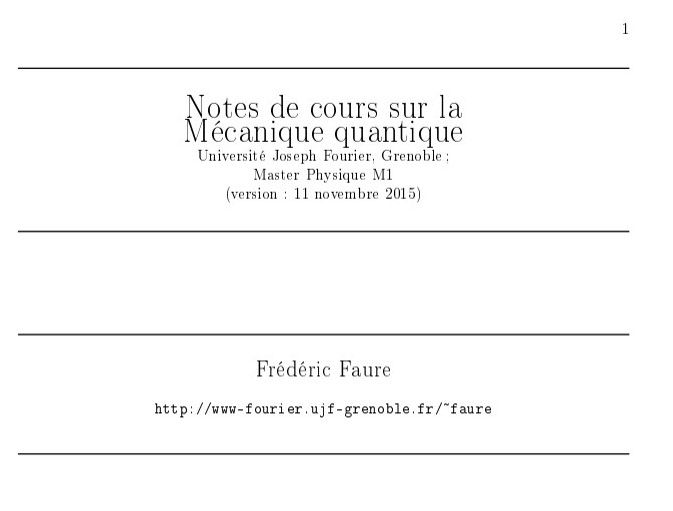 1
Notes de cours sur la
Mécanique quantique
Université Joseph Fourier, Grenoble ;
Master Physique M1
(version : 11 novembre 2015)
Frédéric Faure
http://www-fourier.ujf-grenoble.fr/~faure